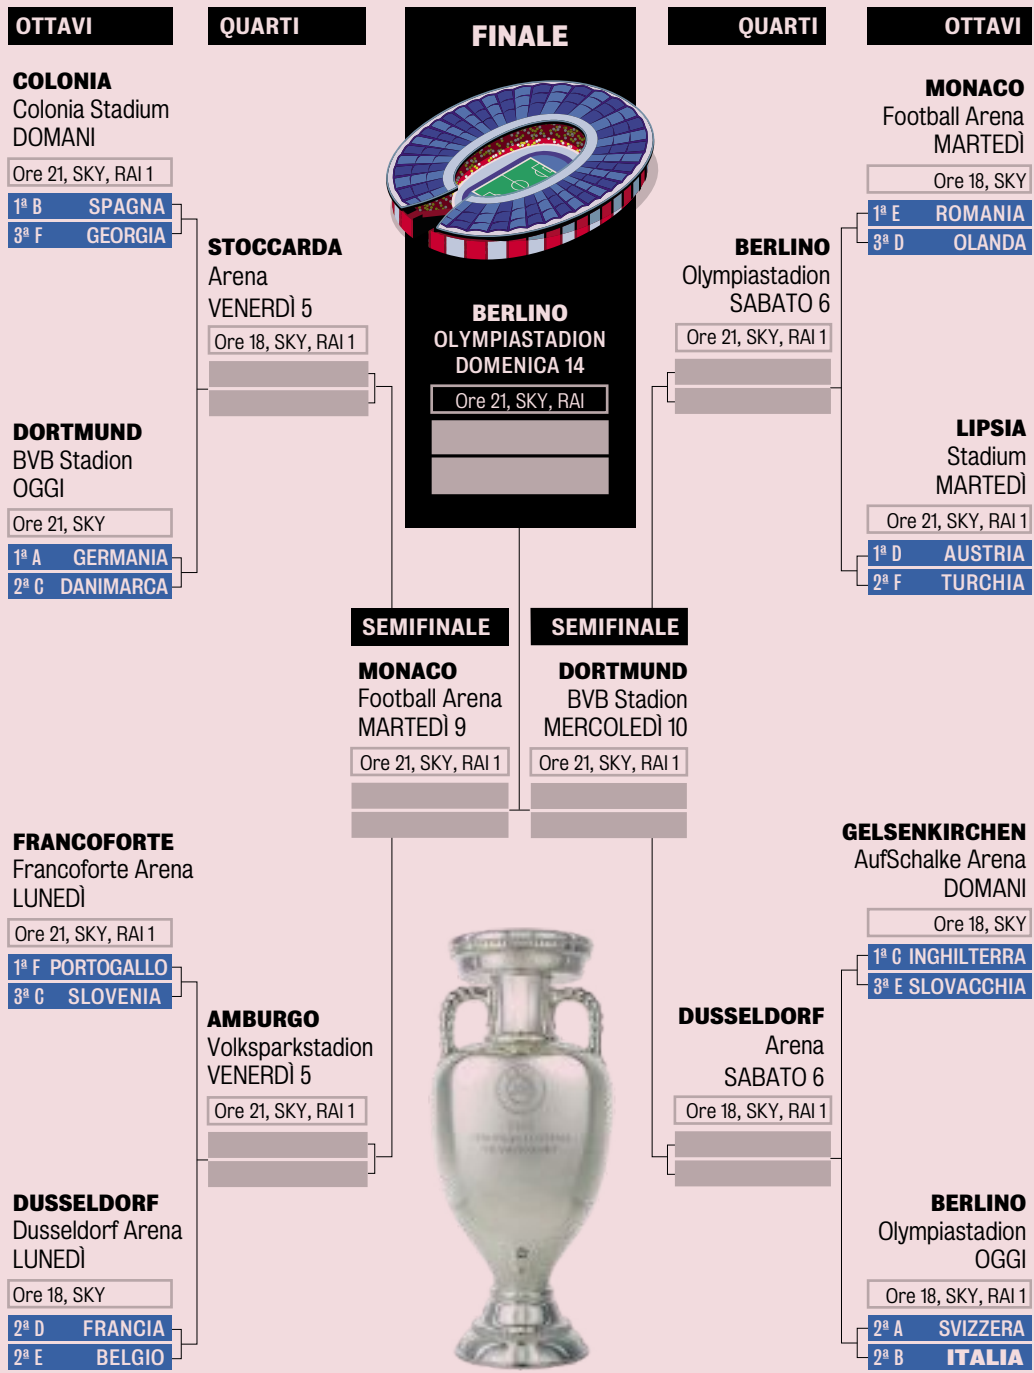 OTTAVI
COLONIA
Colonia Stadium
DOMANI
Ore 21, SKY, RAI 1
1ª B SPAGNA
3ª F GEORGIA
DORTMUND
BVB Stadion
OGGI
Ore 21, SKY
1ª A GERMANIA
2ª C DANIMARCA
FRANCOFORTE
Francoforte Arena
LUNEDÌ
Ore 21, SKY, RAI 1
1ª F PORTOGALLO
3ª C SLOVENIA
DUSSELDORF
Dusseldorf Arena
LUNEDÌ
Ore 18, SKY
2ª D FRANCIA
2ª E BELGIO
QUARTI
STOCCARDA
Arena
VENERDÌ 5
Ore 18, SKY, RAI 1
AMBURGO
Volksparkstadion
VENERDÌ 5
Ore 21, SKY, RAI 1
FINALE
BERLINO
OLYMPIASTADION
DOMENICA 14
Ore 21, SKY, RAI
SEMIFINALE
MONACO
Football Arena
MARTEDÌ 9
Ore 21, SKY, RAI 1
SEMIFINALE
DORTMUND
BVB Stadion
MERCOLEDÌ 10
Ore 21, SKY, RAI 1
QUARTI
BERLINO
Olympiastadion
SABATO 6
Ore 21, SKY, RAI 1
DUSSELDORF
Arena
SABATO 6
Ore 18, SKY, RAI 1
OTTAVI
MONACO
Football Arena
MARTEDÌ
Ore 18, SKY
1ª E ROMANIA
3ª D OLANDA
LIPSIA
Stadium
MARTEDÌ
Ore 21, SKY, RAI 1
1ª D AUSTRIA
2ª F TURCHIA
GELSENKIRCHEN
AufSchalke Arena
DOMANI
Ore 18, SKY
1ª C INGHILTERRA
3ª E SLOVACCHIA
BERLINO
Olympiastadion
OGGI
Ore 18, SKY, RAI 1
2ª A SVIZZERA
2ª B ITALIA